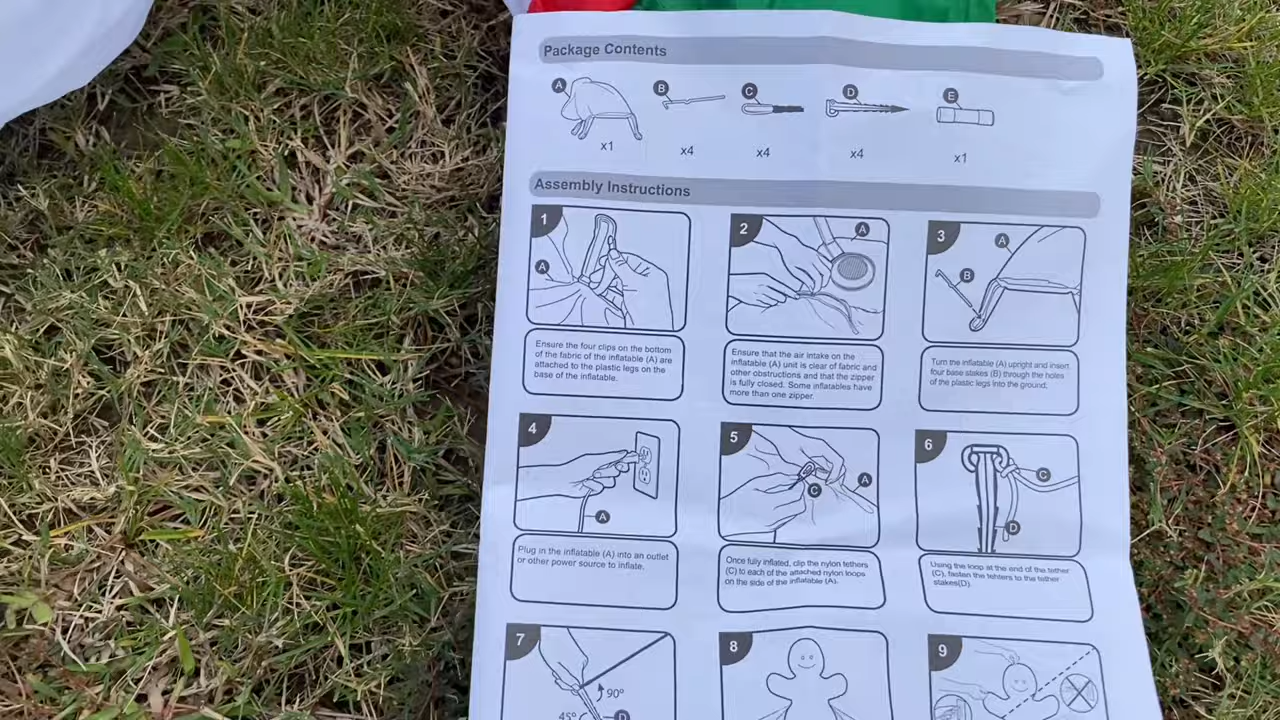 Package Contents
A B C D E
x1 x4 x4 x4 x1
Assembly Instructions
1 2 3
A A A
B
Ensure the four clips on the bottom
of the fabric of the inflatable (A) are
attached to the plastic legs on the
base of the inflatable.
Ensure that the air intake on the
inflatable (A) unit is clear of fabric and
other obstructions and that the zipper
is fully closed. Some inflatables have
more than one zipper.
Turn the inflatable (A) upright and insert
four base stakes (B) through the holes
of the plastic legs into the ground;
4 5 6
A C A C
D
Plug in the inflatable (A) into an outlet
or other power source to inflate.
Once fully inflated, clip the nylon tethers
(C) to each of the attached nylon loops
on the side of the inflatable (A).
Using the loop at the end of the tether
(C), fasten the tehters to the tether
stakes(D).
7 8 9
90°
45° D